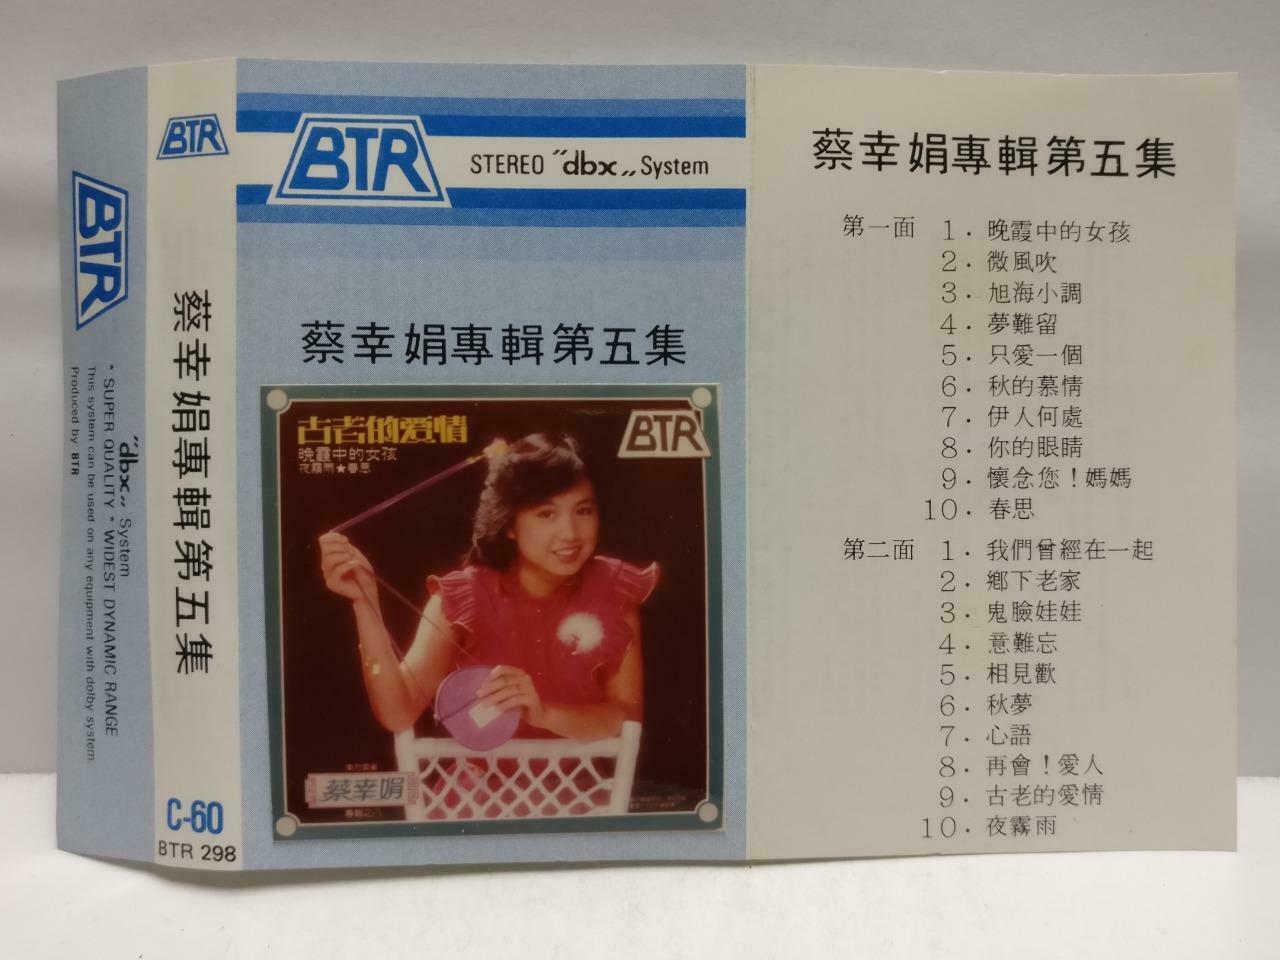 BTR
"dbx" System
* SUPER QUALITY * WIDEST DYNAMIC RANGE
This system can be used on any equipment with dolby system.
Produced by: BTR
BTR
蔡幸娟專輯第五集
C-60
BTR 298
BTR
STEREO "dbx" System
蔡幸娟專輯第五集
古老的愛情
晚霞中的女孩
夜霧雨★春思
BTR
蔡幸娟
專輯之八
蔡幸娟專輯第五集
第一面 1. 晚霞中的女孩
2. 微風吹
3. 旭海小調
4. 夢難留
5. 只愛一個
6. 秋的慕情
7. 伊人何處
8. 你的眼睛
9. 懷念您!媽媽
10. 春思
第二面 1. 我們曾經在一起
2. 鄉下老家
3. 鬼臉娃娃
4. 意難忘
5. 相見歡
6. 秋夢
7. 心語
8. 再會!愛人
9. 古老的愛情
10. 夜霧雨